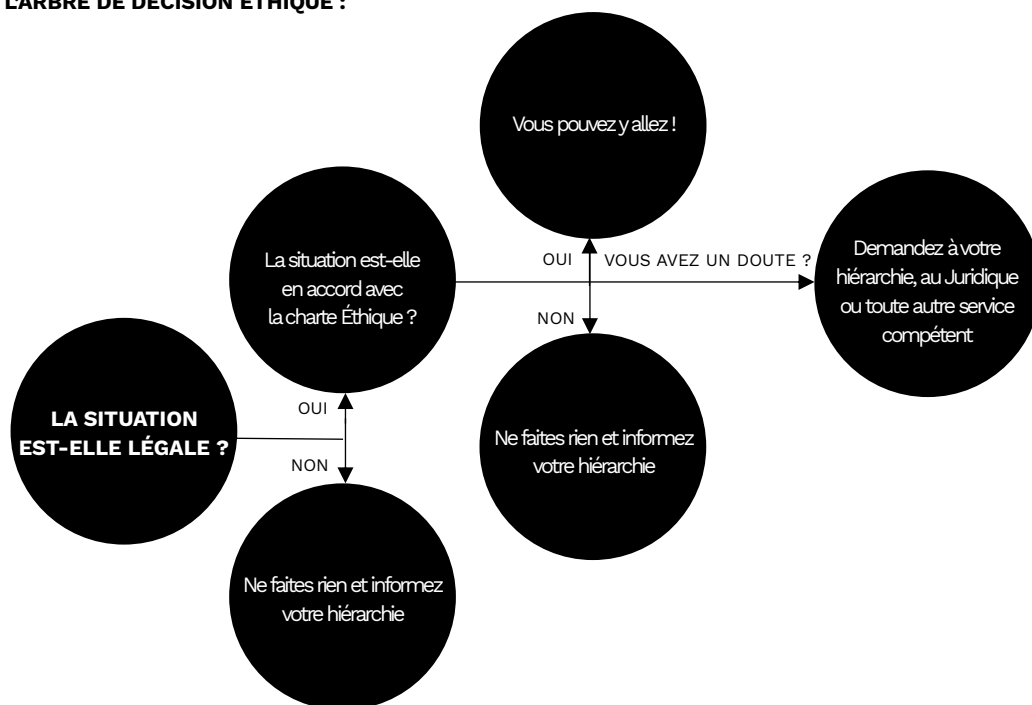 L'ARBRE DE DÉCISION ÉTHIQUE :
Vous pouvez y allez !
La situation est-elle
en accord avec
la charte Éthique ?
OUI
VOUS AVEZ UN DOUTE ?
NON
Demandez à votre
hiérarchie, au Juridique
ou toute autre service
compétent
LA SITUATION
EST-ELLE LÉGALE ?
OUI
NON
Ne faites rien et informez
votre hiérarchie
Ne faites rien et informez
votre hiérarchie